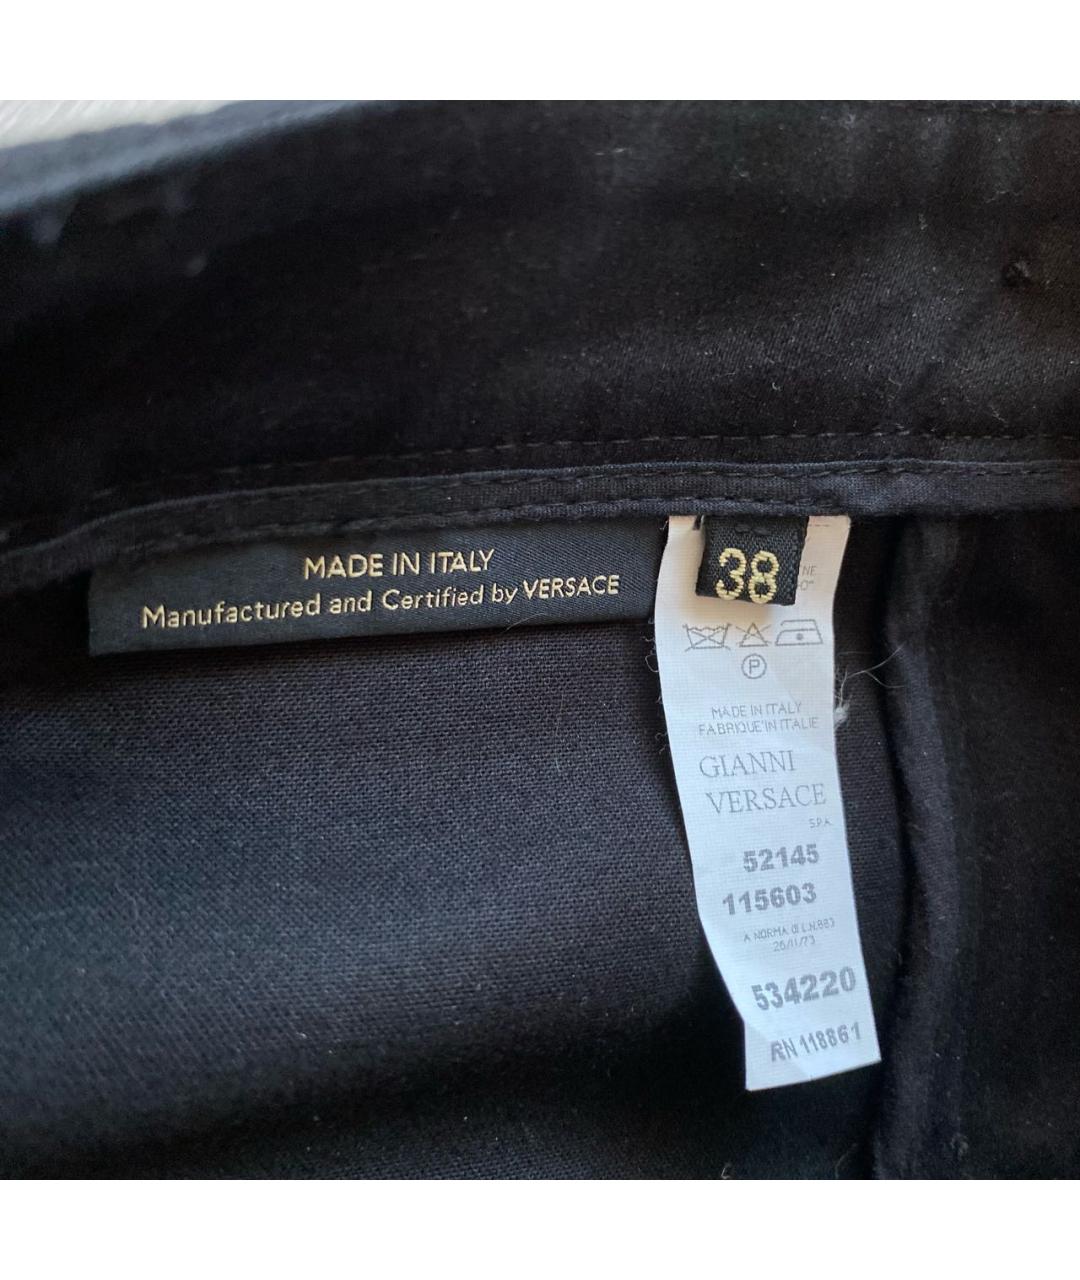 MADE IN ITALY
Manufactured and Certified by VERSACE
38
P
MADE IN ITALY
FABRIQUE'IN ITALIE
GIANNI
VERSACE
S.P.A.
52145
115603
A NORMA di L.N.883
26/11/73
534220
RN 118861